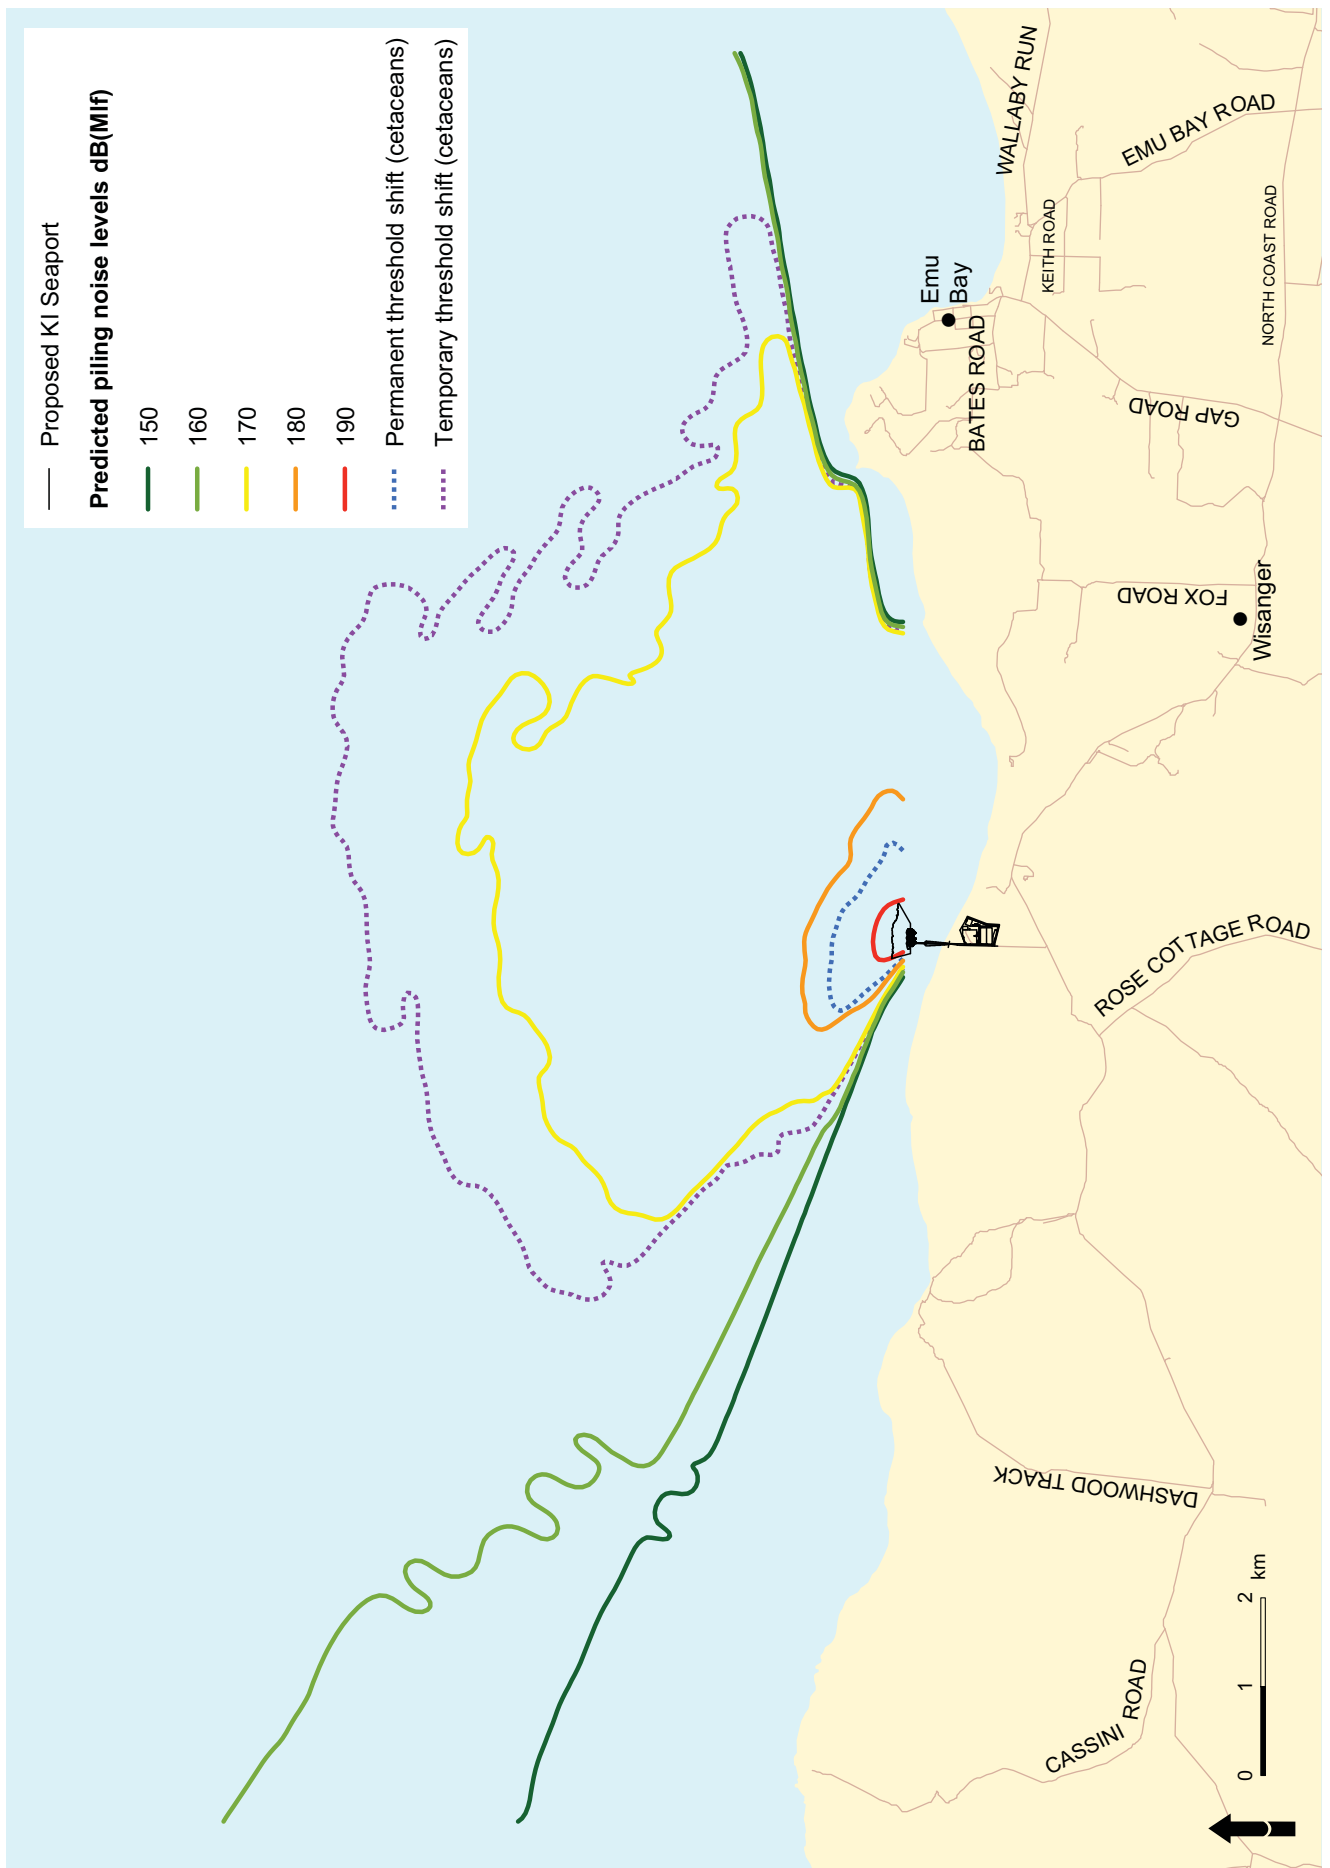 Proposed KI Seaport
Predicted piling noise levels dB(Mlf)
150
160
170
180
190
Permanent threshold shift (cetaceans)
Temporary threshold shift (cetaceans)
Emu
Bay
WALLABY RUN
EMU BAY ROAD
KEITH ROAD
BATES ROAD
NORTH COAST ROAD
GAP ROAD
FOX ROAD
Wisanger
ROSE COTTAGE ROAD
DASHWOOD TRACK
CASSINI ROAD
0 1 2
km